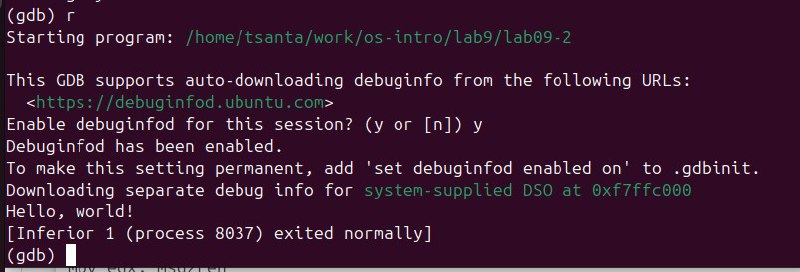 (gdb) r
Starting program: /home/tsanta/work/os-intro/lab9/lab09-2

This GDB supports auto-downloading debuginfo from the following URLs:
  <https://debuginfod.ubuntu.com>
Enable debuginfod for this session? (y or [n]) y
Debuginfod has been enabled.
To make this setting permanent, add 'set debuginfod enabled on' to .gdbinit.
Downloading separate debug info for system-supplied DSO at 0xf7ffc000
Hello, world!
[Inferior 1 (process 8037) exited normally]
(gdb)